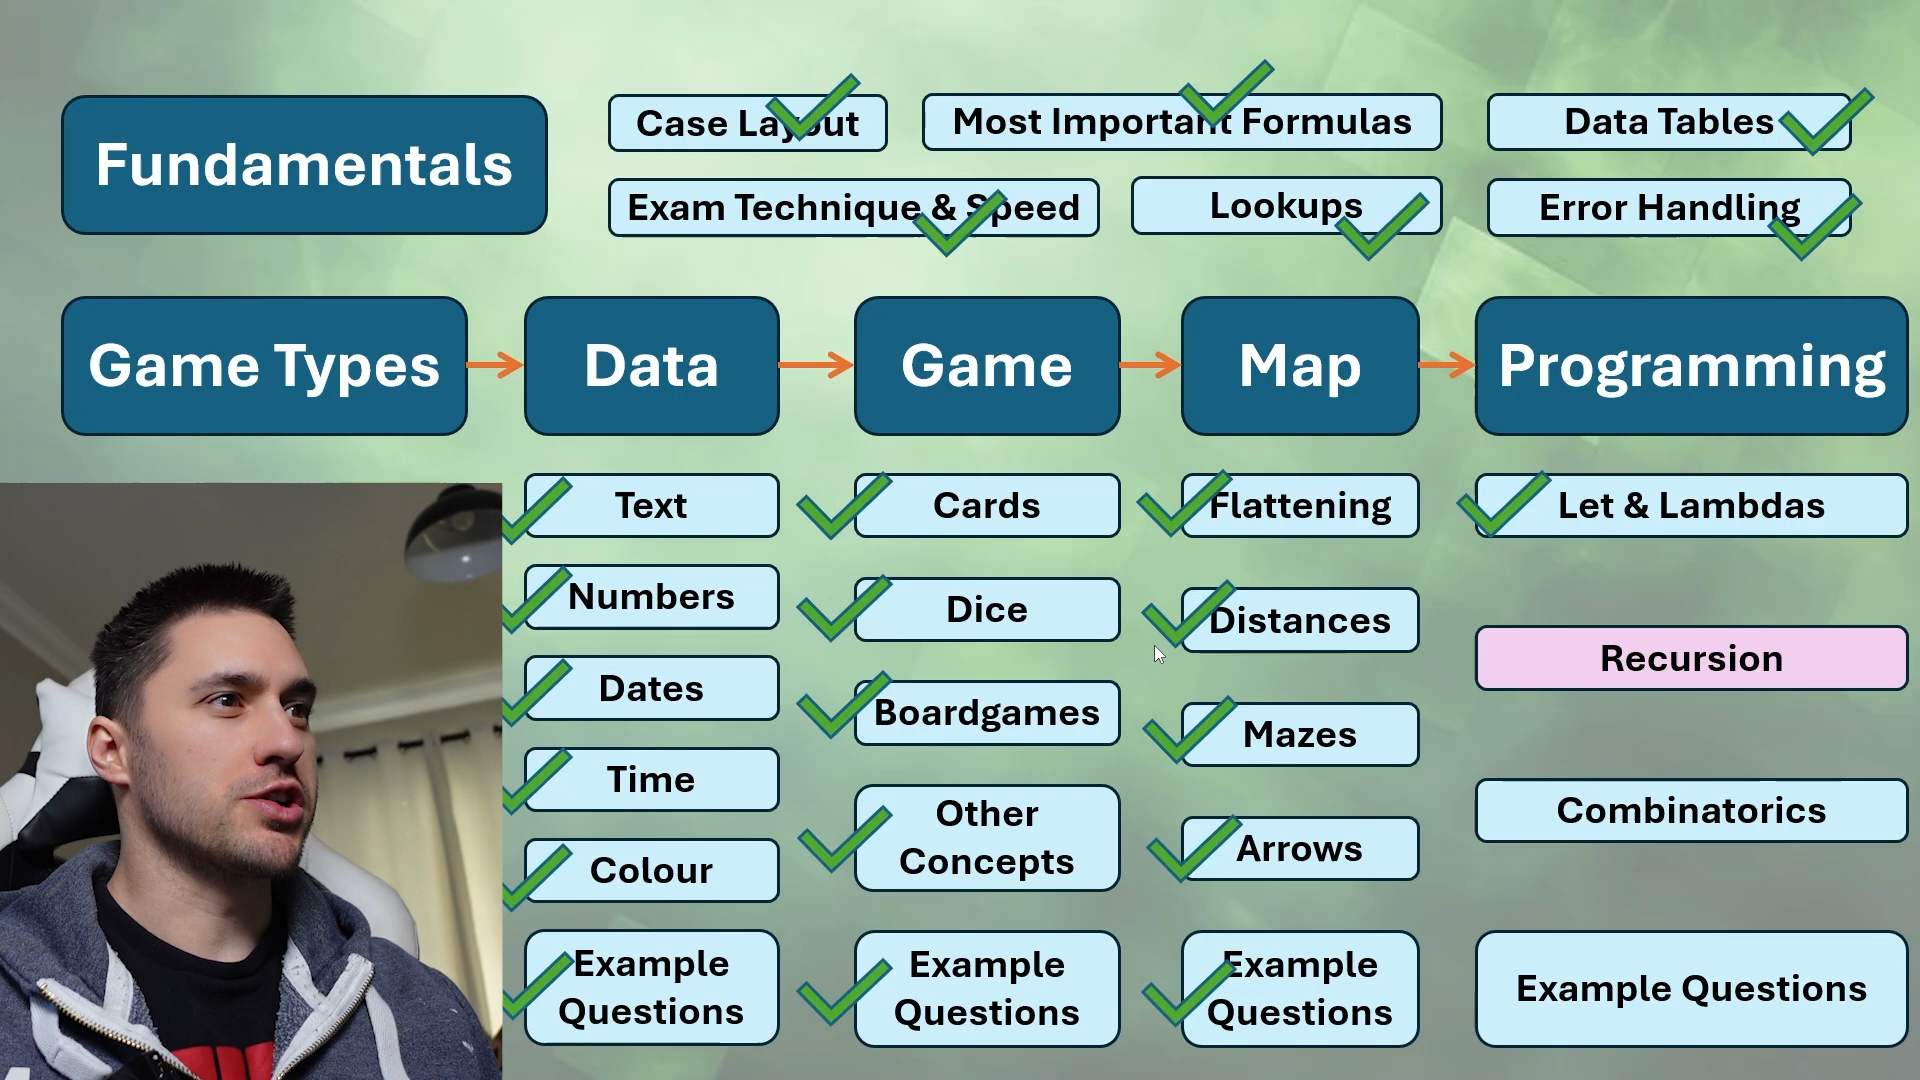 Fundamentals
Case Layout
Most Important Formulas
Data Tables
Exam Technique & Speed
Lookups
Error Handling
Game Types
Data
Game
Map
Programming
Text
Numbers
Dates
Time
Colour
Example
Questions
Cards
Dice
Boardgames
Other
Concepts
Example
Questions
Flattening
Distances
Mazes
Arrows
Example
Questions
Let & Lambdas
Recursion
Combinatorics
Example Questions